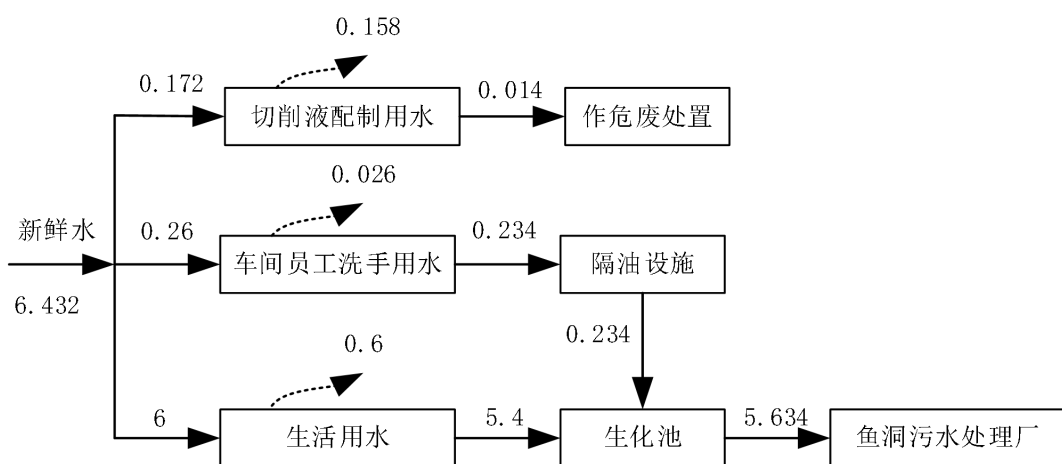 0.158
0.172
切削液配制用水
0.014
作危废处置
0.026
新鲜水
0.26
车间员工洗手用水
0.234
隔油设施
6.432
0.234
0.6
6
生活用水
5.4
生化池
5.634
鱼洞污水处理厂